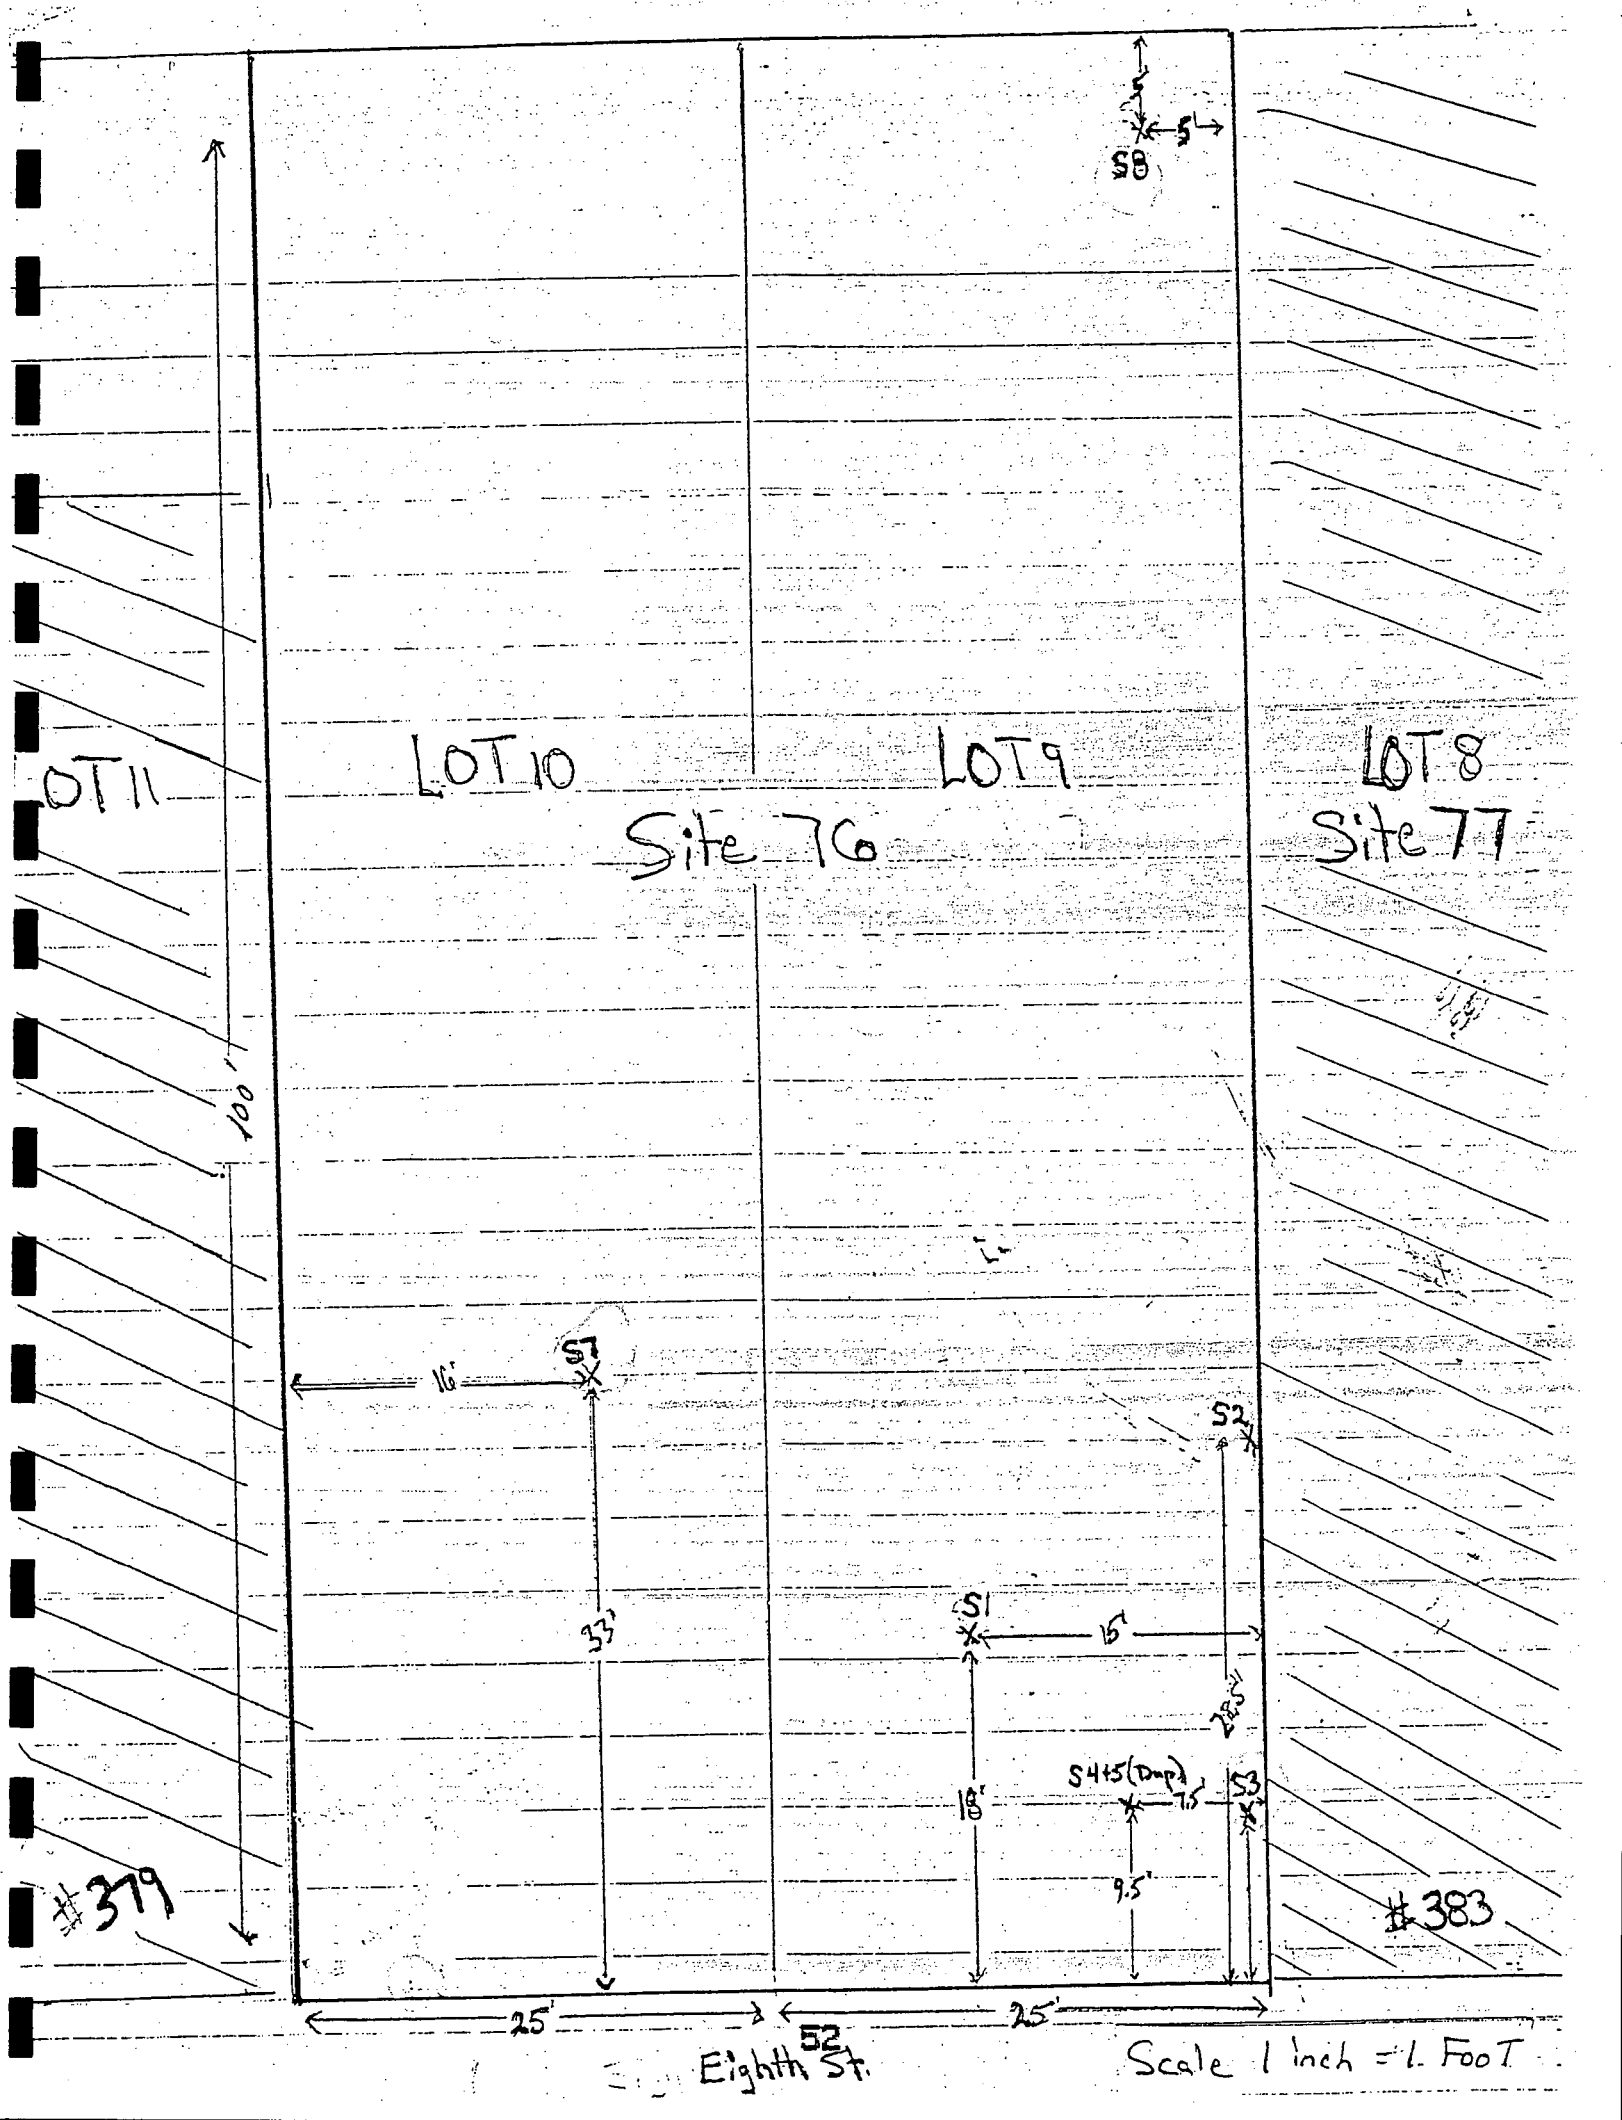 5'
S8
LOT 11
LOT 10
LOT 9
LOT 8
Site 76
Site 77
100'
S7
16'
S2
S1
15'
33'
28.5'
S4+5(Dup)
7.5'
S3
18'
9.5'
#379
#383
25'
25'
52
Eighth St.
Scale 1 inch = 1 FOOT